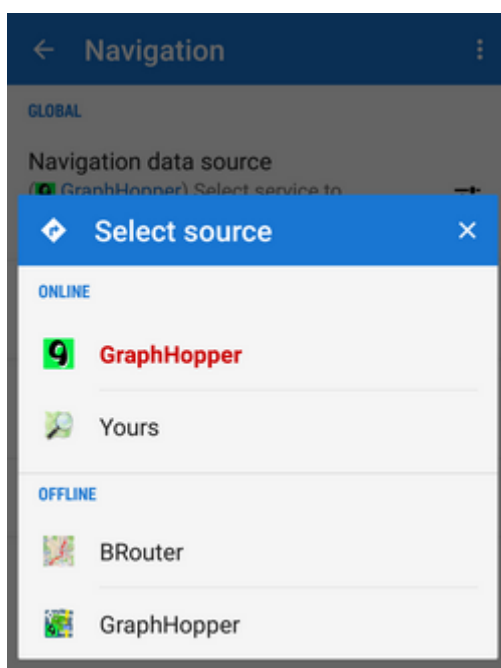 Navigation
GLOBAL
Navigation data source
(GraphHopper) Select service to
Select source
ONLINE
GraphHopper
Yours
OFFLINE
BRouter
GraphHopper